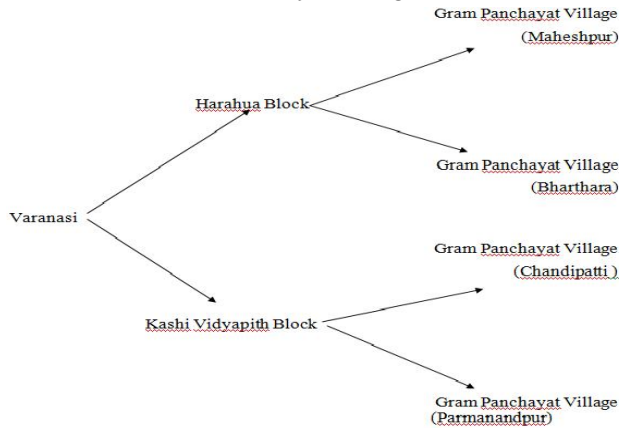 Gram Panchayat Village
(Maheshpur)
Harahua Block
Gram Panchayat Village
(Bharthara)
Varanasi
Gram Panchayat Village
(Chandipatti )
Kashi Vidyapith Block
Gram Panchayat Village
(Parmanandpur)